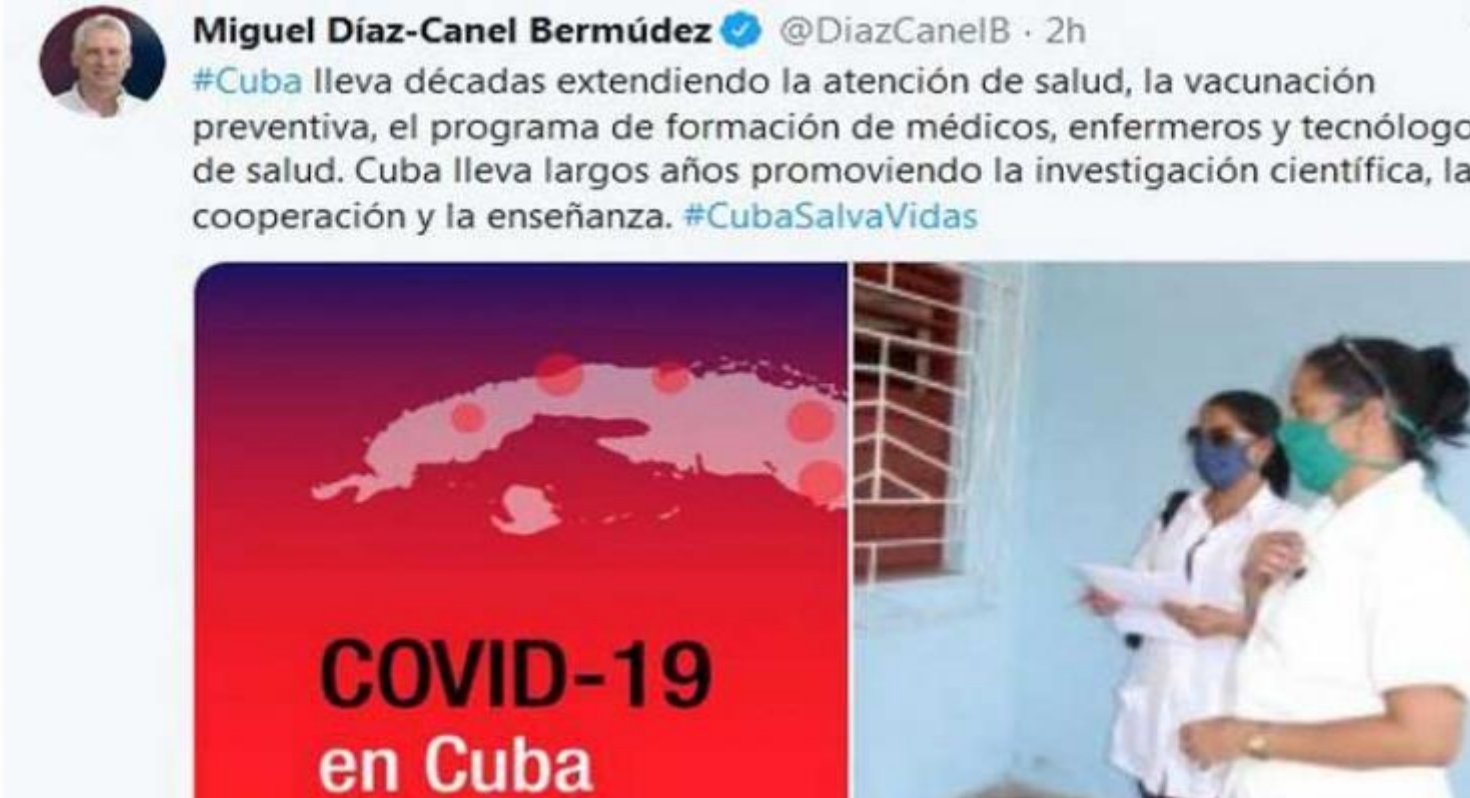 Miguel Díaz-Canel Bermúdez @DiazCanelB · 2h
#Cuba lleva décadas extendiendo la atención de salud, la vacunación
preventiva, el programa de formación de médicos, enfermeros y tecnólogo
de salud. Cuba lleva largos años promoviendo la investigación científica, la
cooperación y la enseñanza. #CubaSalvaVidas
COVID-19
en Cuba